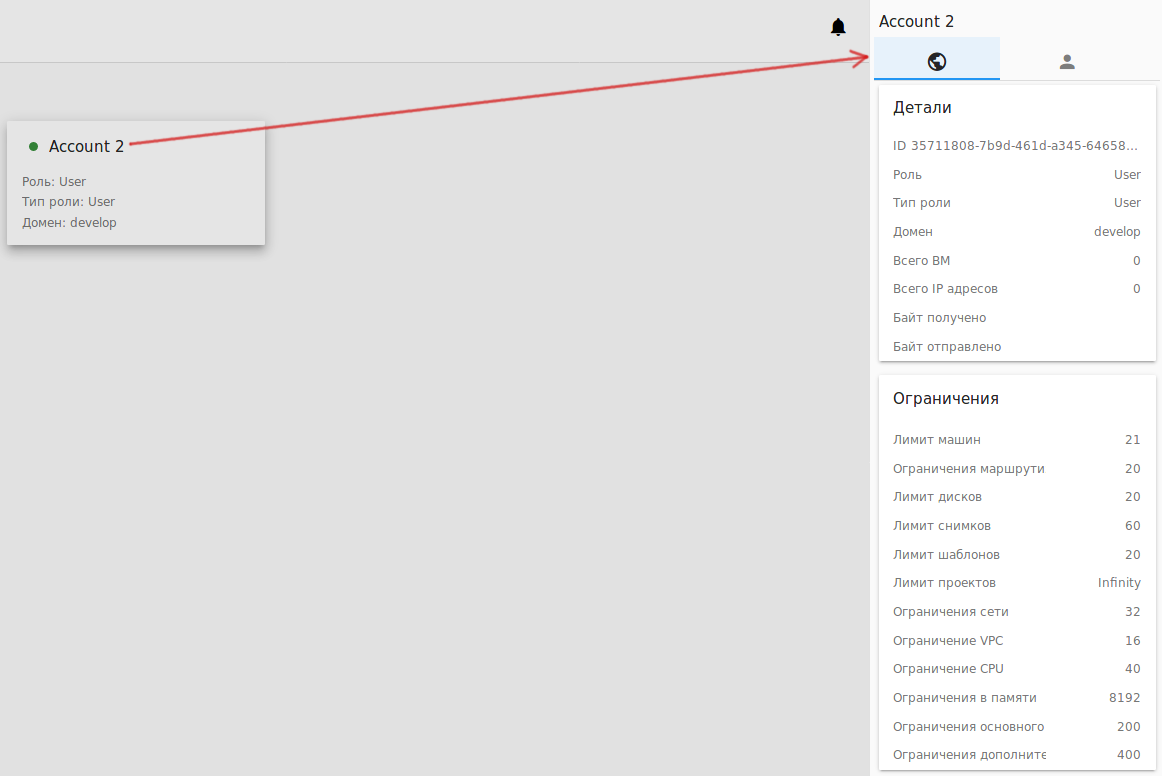 Account 2
Роль: User
Тип роли: User
Домен: develop
Account 2
Детали
ID 35711808-7b9d-461d-a345-64658...
Роль User
Тип роли User
Домен develop
Всего ВМ 0
Всего IP адресов 0
Байт получено
Байт отправлено
Ограничения
Лимит машин 21
Ограничения маршрути 20
Лимит дисков 20
Лимит снимков 60
Лимит шаблонов 20
Лимит проектов Infinity
Ограничения сети 32
Ограничение VPC 16
Ограничение CPU 40
Ограничения в памяти 8192
Ограничения основного 200
Ограничения дополните 400